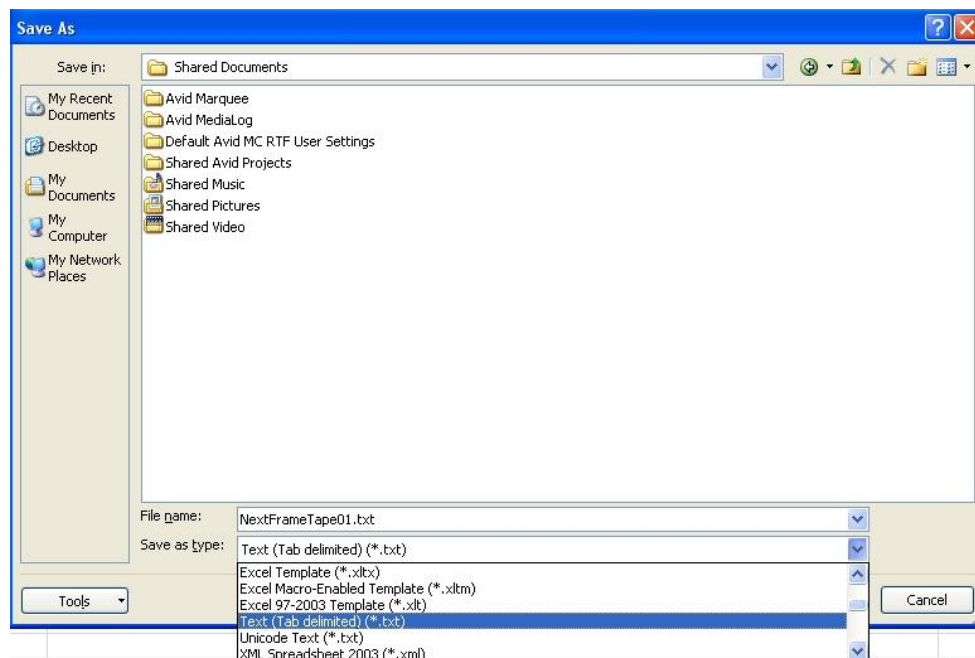 Save As
Save in:
Shared Documents
My Recent
Documents
Desktop
My
Documents
My
Computer
My Network
Places
Avid Marquee
Avid MediaLog
Default Avid MC RTF User Settings
Shared Avid Projects
Shared Music
Shared Pictures
Shared Video
File name:
NextFrameTape01.txt
Save as type:
Text (Tab delimited) (*.txt)
Excel Template (*.xltx)
Excel Macro-Enabled Template (*.xltm)
Excel 97-2003 Template (*.xlt)
Text (Tab delimited) (*.txt)
Unicode Text (*.txt)
XML Spreadsheet 2003 (*.xml)
Tools
Cancel